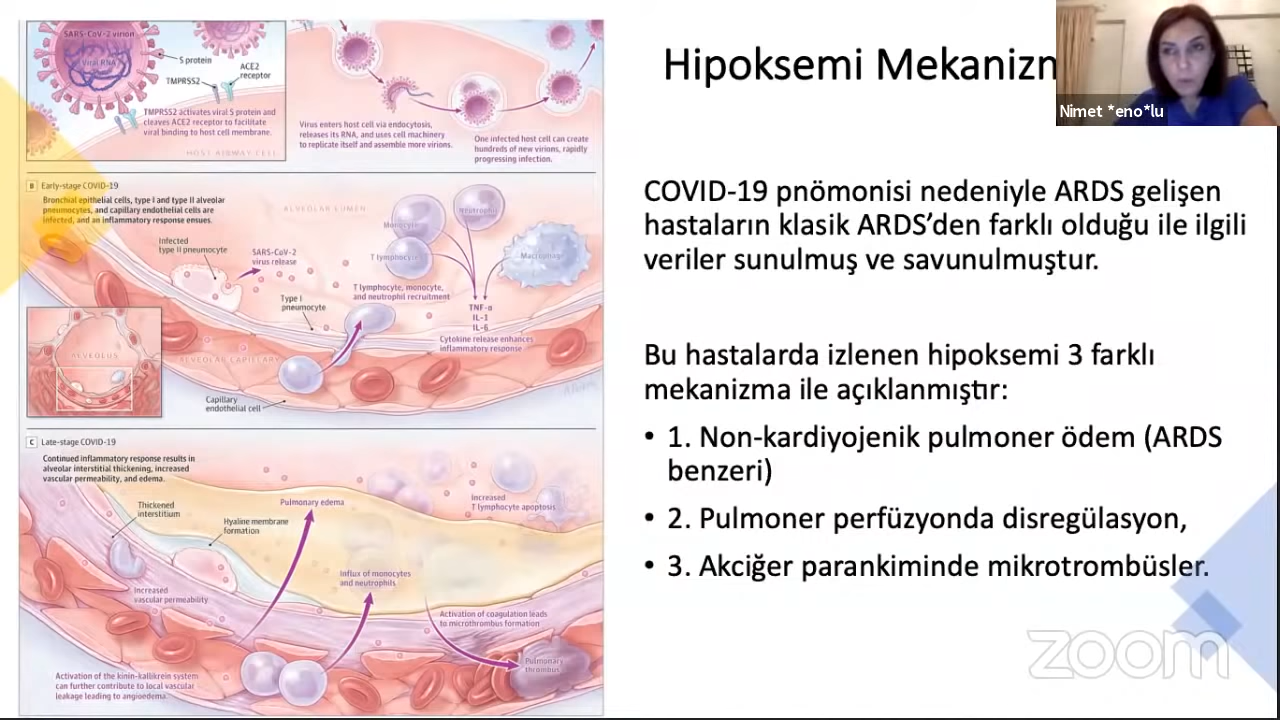 SARS-CoV-2 virion
Viral RNA
S protein
TMPRSS2
ACE2
receptor
TMPRSS2 activates viral S protein and
cleaves ACE2 receptor to facilitate
viral binding to host cell membrane.
HOST AIRWAY CELL
Virus enters host cell via endocytosis,
releases its RNA, and uses cell machinery
to replicate itself and assemble more virions.
One infected host cell can create
hundreds of new virions, rapidly
progressing infection.
B Early-stage COVID-19
Bronchial epithelial cells, type I and type II alveolar
pneumocytes, and capillary endothelial cells are
infected, and an inflammatory response ensues.
ALVEOLAR LUMEN
Monocyte
Neutrophil
T lymphocyte
Macrophage
Infected
type II pneumocyte
SARS-CoV-2
virus release
Type I
pneumocyte
T lymphocyte, monocyte,
and neutrophil recruitment
TNF-α
IL-1
IL-6
Cytokine release enhances
inflammatory response
ALVEOLUS
ALVEOLAR CAPILLARY
Capillary
endothelial cell
C Late-stage COVID-19
Continued inflammatory response results in
alveolar interstitial thickening, increased
vascular permeability, and edema.
Thickened
interstitium
Hyaline membrane
formation
Pulmonary edema
Increased
T lymphocyte apoptosis
Increased
vascular permeability
Influx of monocytes
and neutrophils
Activation of coagulation leads
to microthrombus formation
Pulmonary
thrombus
Activation of the kinin-kallikrein system
can further contribute to local vascular
leakage leading to angioedema.
Hipoksemi Mekanizm
Nimet *eno*lu
COVID-19 pnömonisi nedeniyle ARDS gelişen
hastaların klasik ARDS’den farklı olduğu ile ilgili
veriler sunulmuş ve savunulmuştur.
Bu hastalarda izlenen hipoksemi 3 farklı
mekanizma ile açıklanmıştır:
• 1. Non-kardiyojenik pulmoner ödem (ARDS
benzeri)
• 2. Pulmoner perfüzyonda disregülasyon,
• 3. Akciğer parankiminde mikrotrombüsler.
zoom